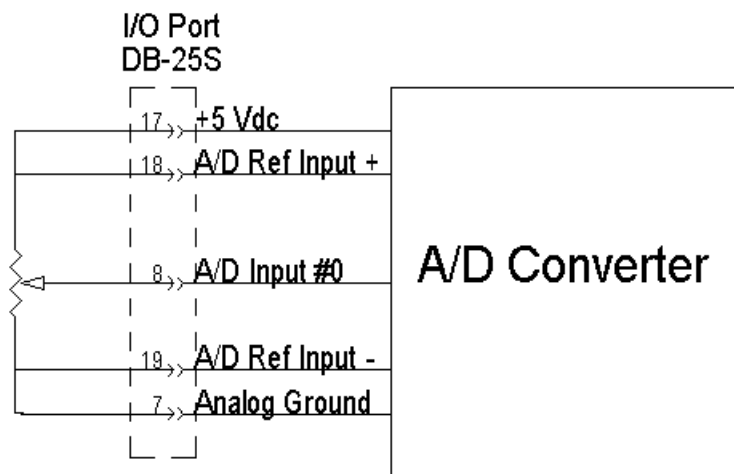 I/O Port
DB-25S
17 +5 Vdc
18 A/D Ref Input +
8 A/D Input #0
A/D Converter
19 A/D Ref Input -
7 Analog Ground